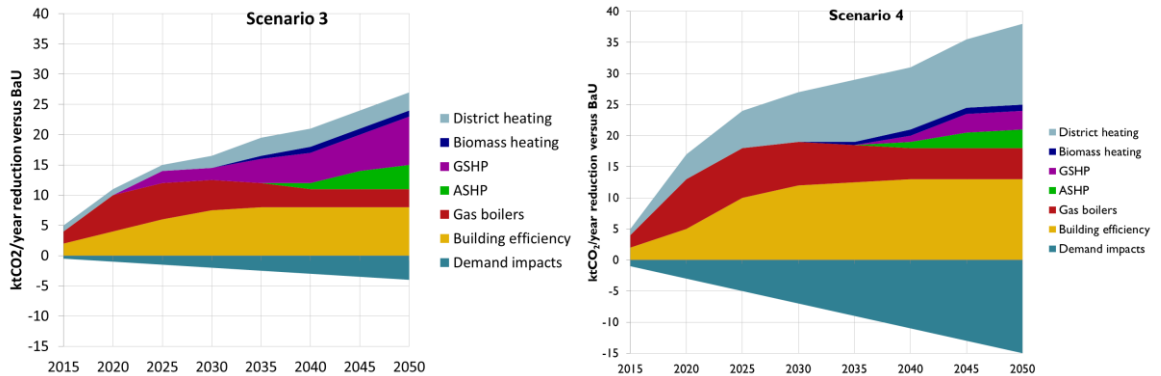 Scenario 3
ktCO2/year reduction versus BaU
40
35
30
25
20
15
10
5
0
-5
-10
-15
2015 2020 2025 2030 2035 2040 2045 2050
District heating
Biomass heating
GSHP
ASHP
Gas boilers
Building efficiency
Demand impacts
Scenario 4
ktCO₂/year reduction versus BaU
40
35
30
25
20
15
10
5
0
-5
-10
-15
2015 2020 2025 2030 2035 2040 2045 2050
District heating
Biomass heating
GSHP
ASHP
Gas boilers
Building efficiency
Demand impacts